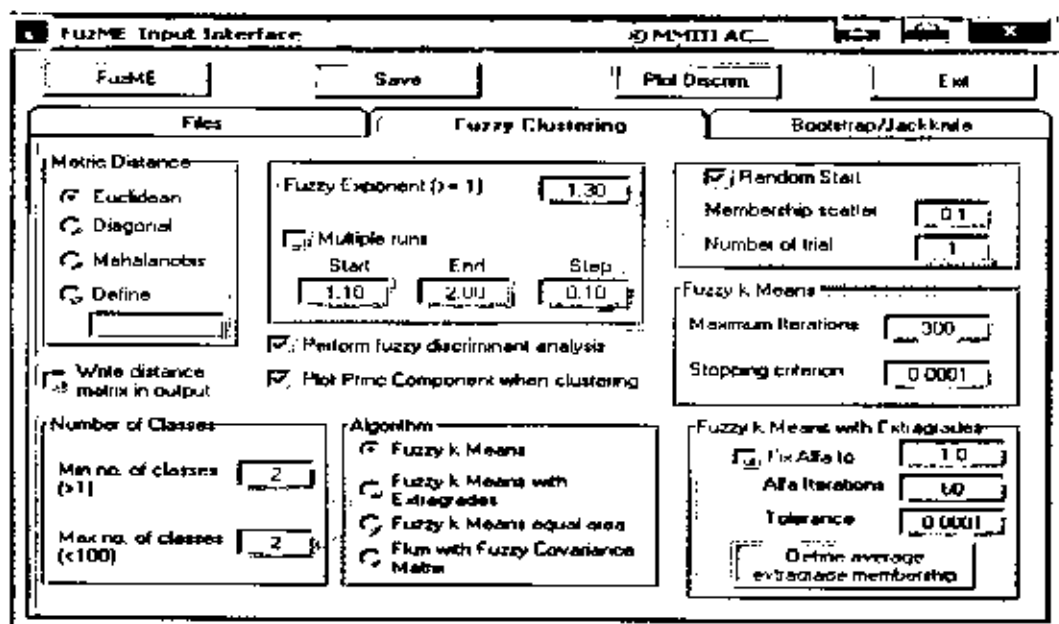 FuzME Input Interface
FuzME
Save
Plot Discrim.
Exit
Files
Fuzzy Clustering
Bootstrap/Jackknife
Metric Distance
Euclidean
Diagonal
Mahalanobis
Define
Write distance
matrix in output
Fuzzy Exponent (>= 1)
1.30
Multiple runs
Start End Step
1.10 2.00 0.10
Perform fuzzy discriminant analysis
Plot Princ Component when clustering
Random Start
Membership scatter 0.1
Number of trial 1
Fuzzy k Means
Maximum Iterations 300
Stopping criterion 0.0001
Number of Classes
Min no. of classes
(>1)
2
Max no. of classes
(<100)
2
Algorithm
Fuzzy k Means
Fuzzy k Means with
Extragrades
Fuzzy k Means equal area
Fkm with Fuzzy Covariance
Matrix
Fuzzy k Means with Extragrades
Fix Alfa to 1.0
Alfa Iterations 60
Tolerance 0.0001
Define average
extragrade membership